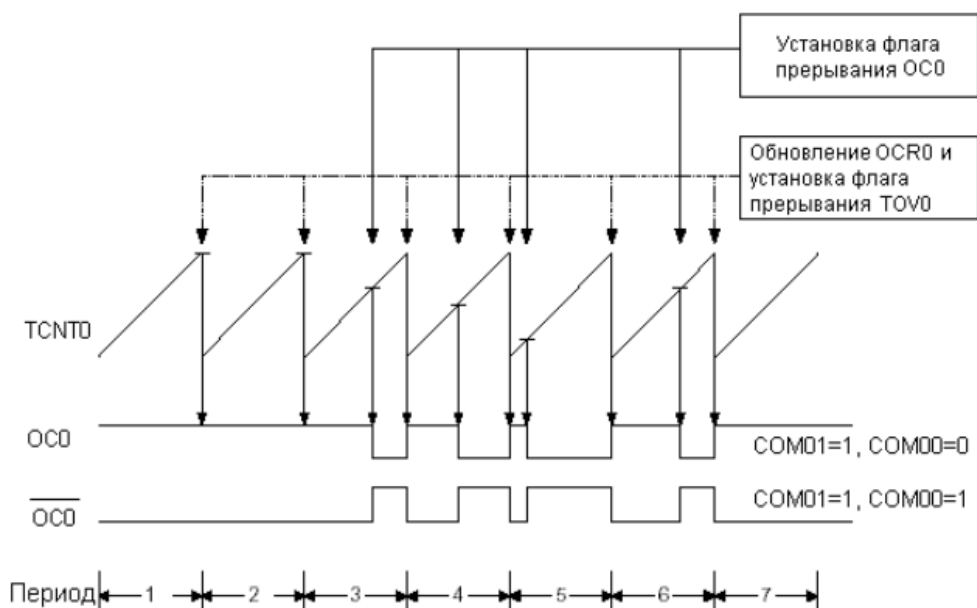 Установка флага
прерывания OC0
Обновление OCR0 и
установка флага
прерывания TOV0
TCNT0
OC0
COM01=1, COM00=0
OC0
COM01=1, COM00=1
Период 1 2 3 4 5 6 7